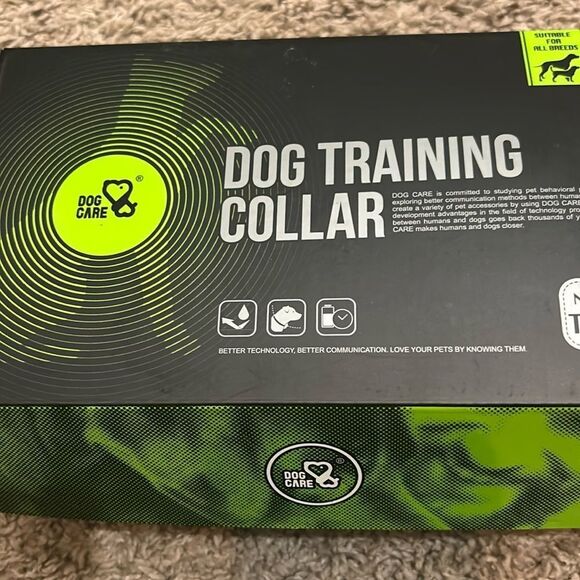 SUITABLE
FOR
ALL BREEDS
DOG
CARE
®
DOG TRAINING
COLLAR
DOG CARE is committed to studying pet behavioral
exploring better communication methods between
create a variety of pet accessories by using DOG CARE
development advantages in the field of technology
between humans and dogs goes back thousands of
CARE makes humans and dogs closer.
BETTER TECHNOLOGY, BETTER COMMUNICATION. LOVE YOUR PETS BY KNOWING THEM.
DOG
CARE
®